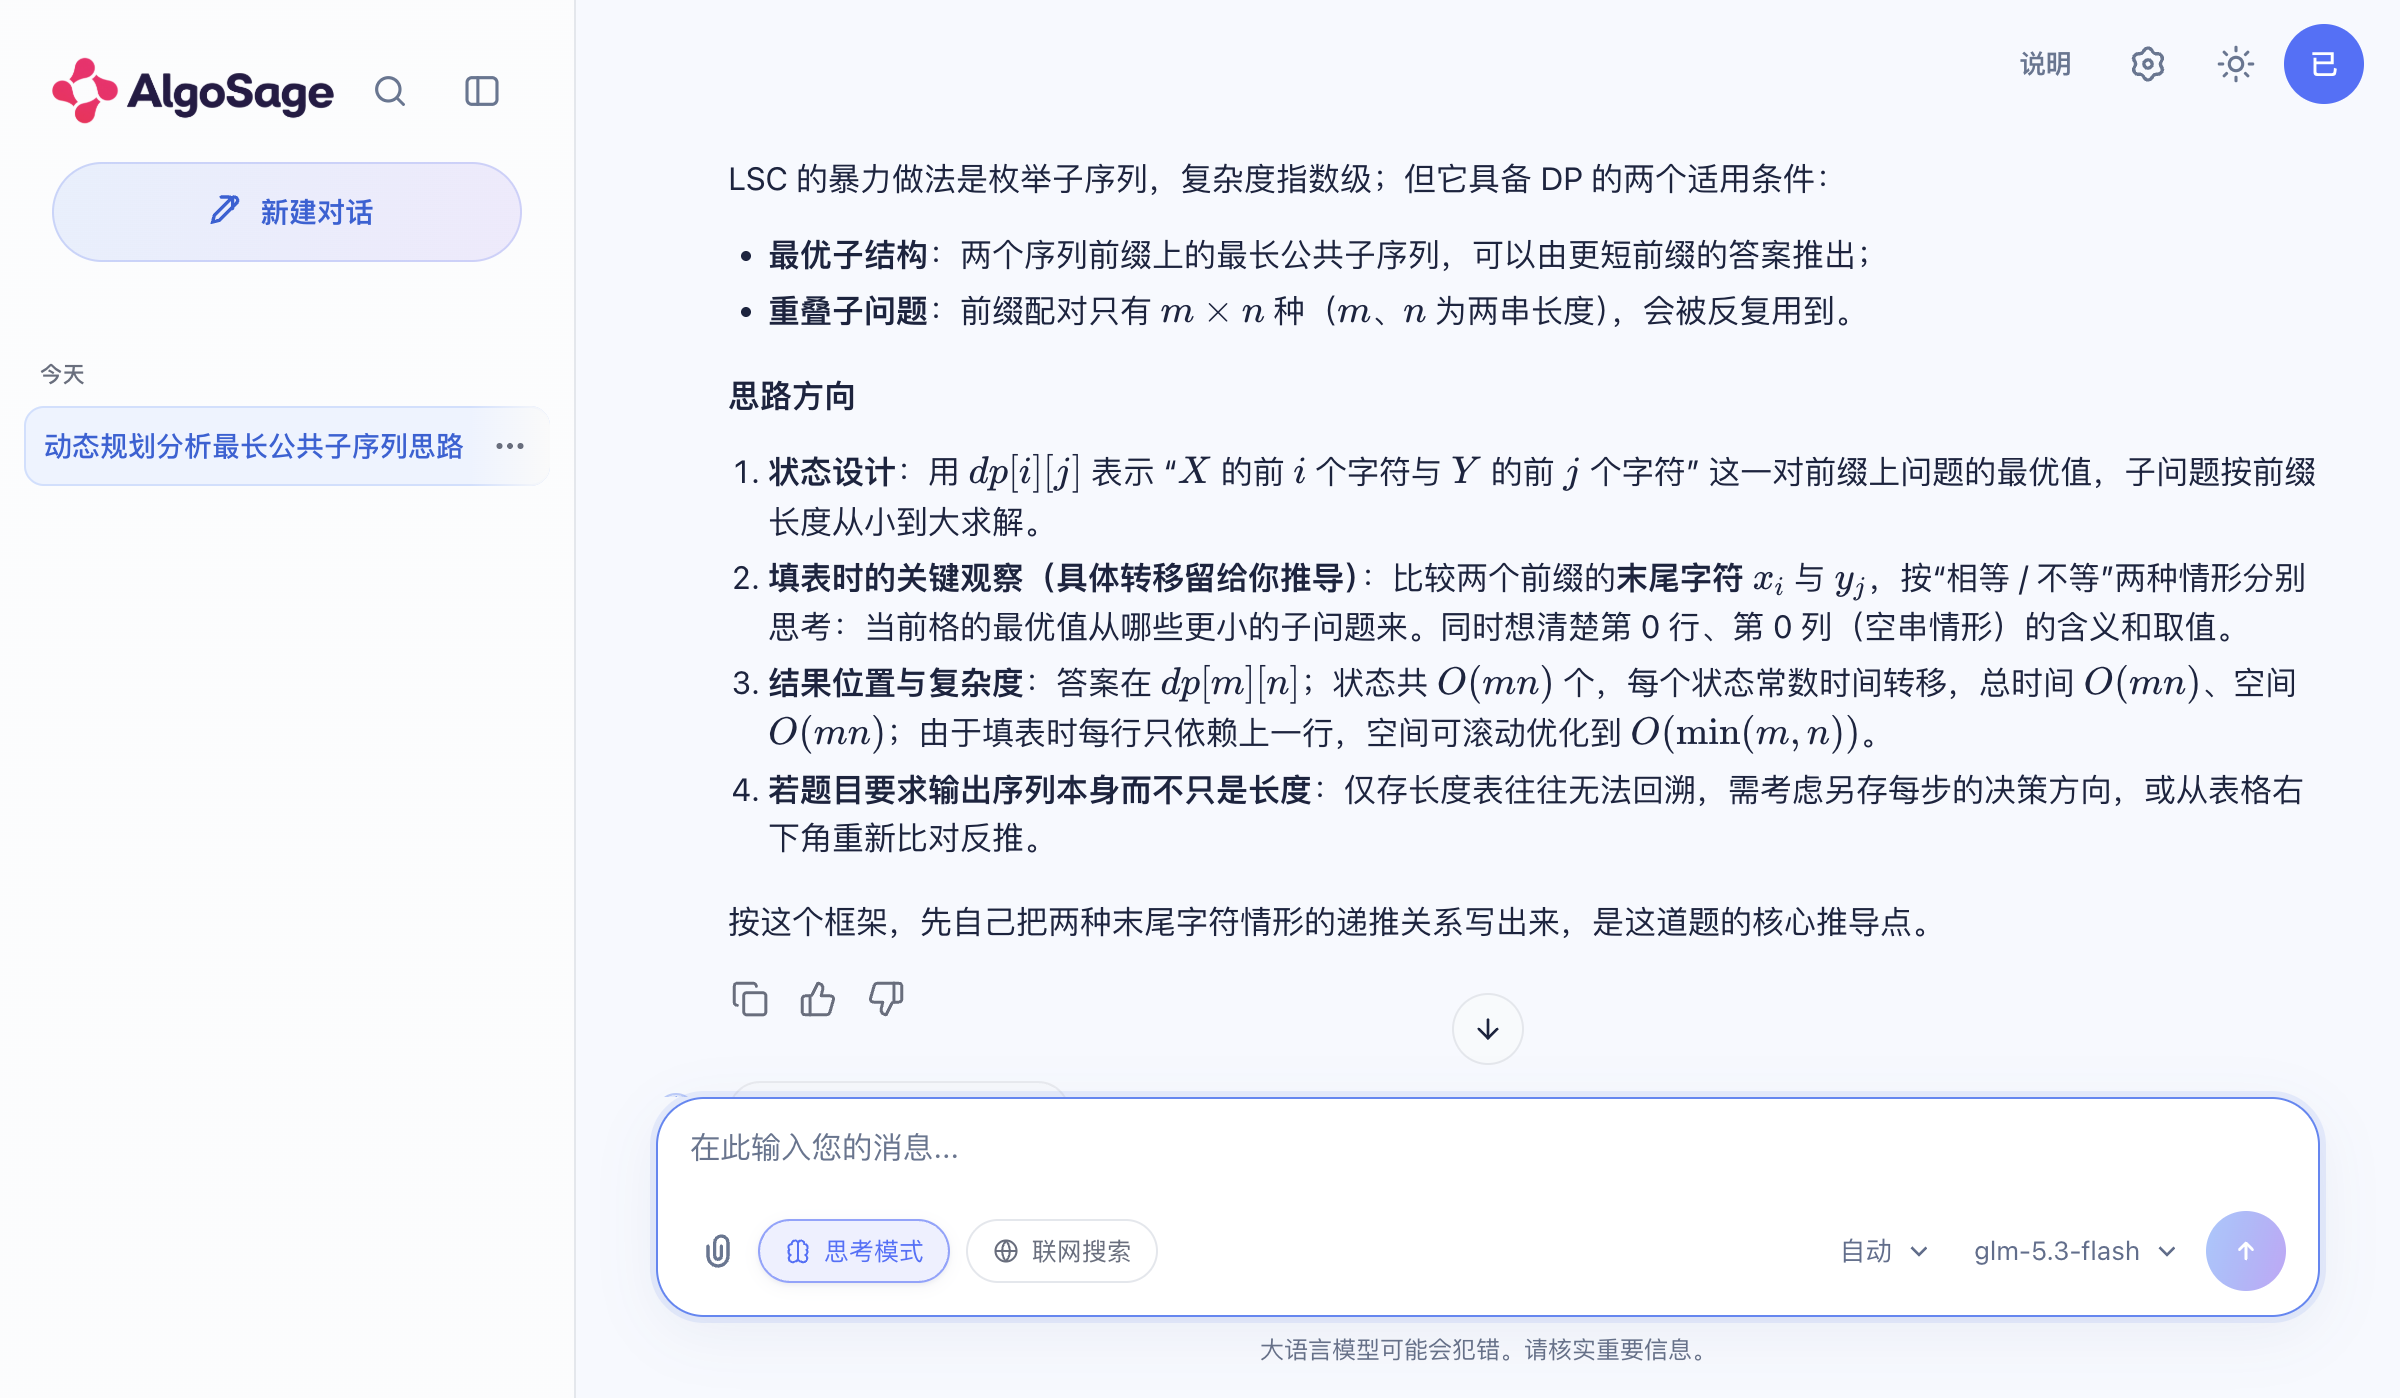 AlgoSage
新建对话
今天
动态规划分析最长公共子序列思路
说明
已
LSC 的暴力做法是枚举子序列，复杂度指数级；但它具备 DP 的两个适用条件：
• 最优子结构：两个序列前缀上的最长公共子序列，可以由更短前缀的答案推出；
• 重叠子问题：前缀配对只有 m × n 种（m、n 为两串长度），会被反复用到。
思路方向
1. 状态设计：用 dp[i][j] 表示 “X 的前 i 个字符与 Y 的前 j 个字符” 这一对前缀上问题的最优值，子问题按前缀
长度从小到大求解。
2. 填表时的关键观察（具体转移留给你推导）：比较两个前缀的末尾字符 x_i 与 y_j，按“相等 / 不等”两种情形分别
思考：当前格的最优值从哪些更小的子问题来。同时想清楚第 0 行、第 0 列（空串情形）的含义和取值。
3. 结果位置与复杂度：答案在 dp[m][n]；状态共 O(mn) 个，每个状态常数时间转移，总时间 O(mn)、空间
O(mn)；由于填表时每行只依赖上一行，空间可滚动优化到 O(min(m, n))。
4. 若题目要求输出序列本身而不只是长度：仅存长度表往往无法回溯，需考虑另存每步的决策方向，或从表格右
下角重新比对反推。
按这个框架，先自己把两种末尾字符情形的递推关系写出来，是这道题的核心推导点。
在此输入您的消息...
思考模式
联网搜索
自动
glm-5.3-flash
大语言模型可能会犯错。请核实重要信息。